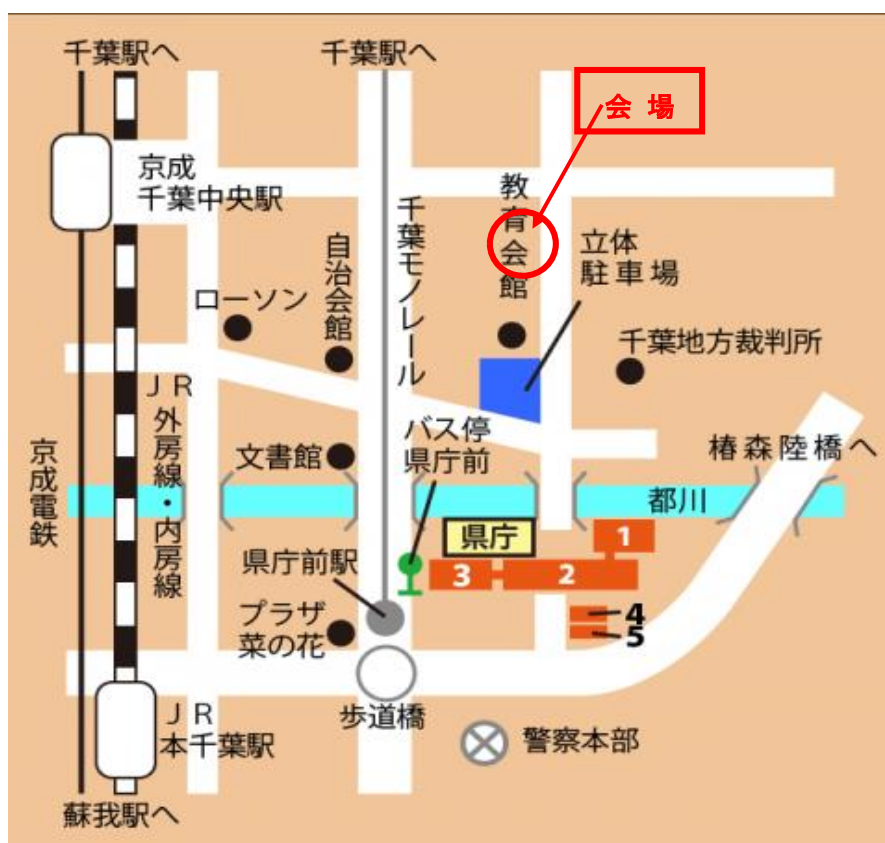 千葉駅へ
千葉駅へ
会 場
京成
千葉中央駅
教育会館
千葉モノレール
自治会館
立体
駐車場
ローソン
千葉地方裁判所
JR
外房線・内房線
バス停
県庁前
京成電鉄
文書館
椿森陸橋へ
都川
県庁
1
県庁前駅
3
2
プラザ
菜の花
4
5
JR
本千葉駅
歩道橋
警察本部
蘇我駅へ